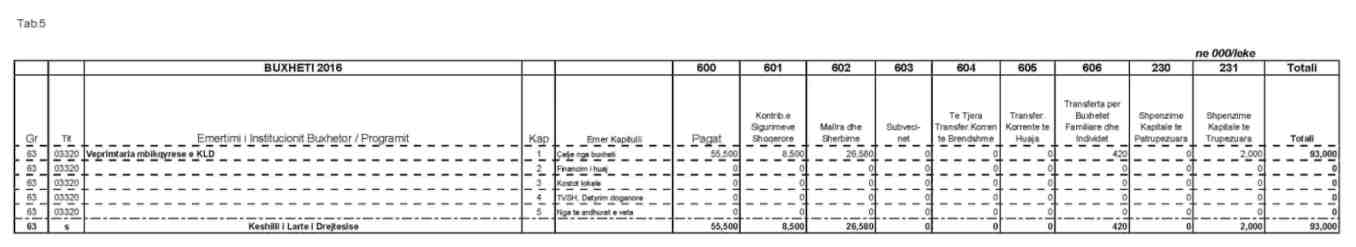 Tab.5
ne 000/leke
BUXHETI 2016 600 601 602 603 604 605 606 230 231 Totali
Gr Tit Emertimi i Institucionit Buxhetor / Programit Kap Emer Kapitulli Pagat Kontrib.e Sigurimeve Shoqerore Mallra dhe Sherbime Subvecionet Te Tjera Transfer.Korren te Brendshme Transfer Korrente te Huaja Transferta per Buxhetet Familiare dhe Individet Shpenzime Kapitale te Patrupezuara Shpenzime Kapitale te Trupezuara Totali
63 03320 Veprimtaria mbikqyrese e KLD 1 Çelje nga buxheti 55,500 8,500 26,580 0 0 0 420 0 2,000 93,000
63 03320 2 Financim i huaj 0 0 0 0 0 0 0 0 0 0
63 03320 3 Kostot lokale 0 0 0 0 0 0 0 0 0 0
63 03320 4 TVSH, Detyrim doganore 0 0 0 0 0 0 0 0 0 0
63 03320 5 Nga te ardhurat e veta 0 0 0 0 0 0 0 0 0 0
63 s Keshilli i Larte i Drejtesise 55,500 8,500 26,580 0 0 0 420 0 2,000 93,000